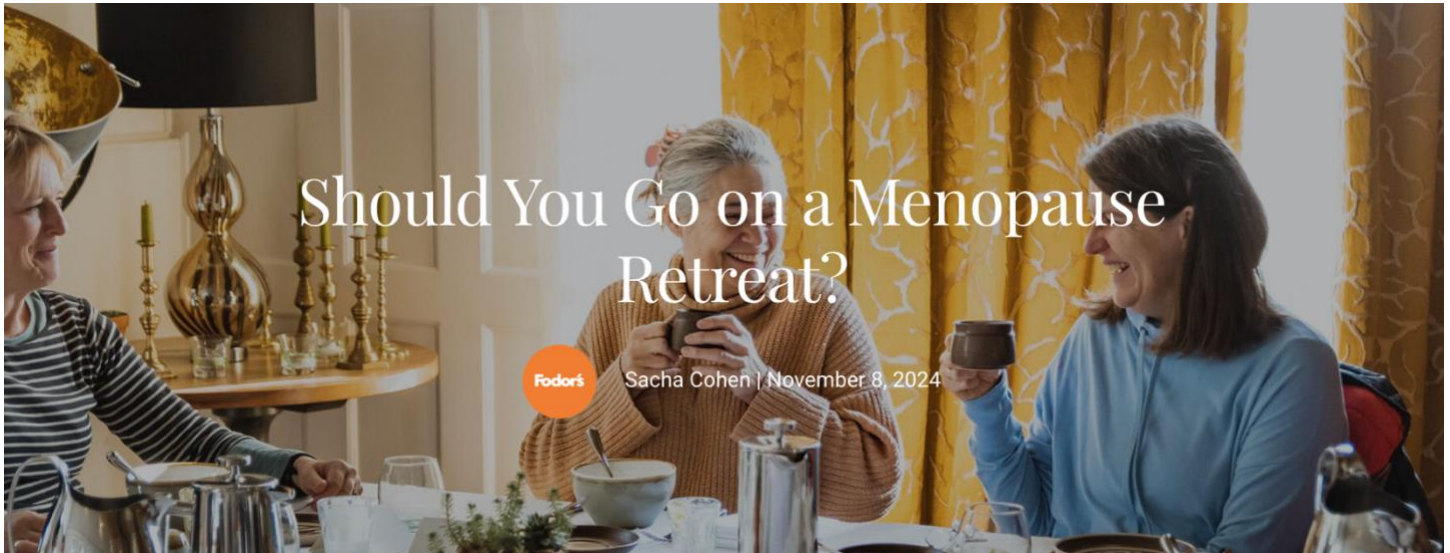 Should You Go on a Menopause
Retreat?
Fodor's
Sacha Cohen | November 8, 2024